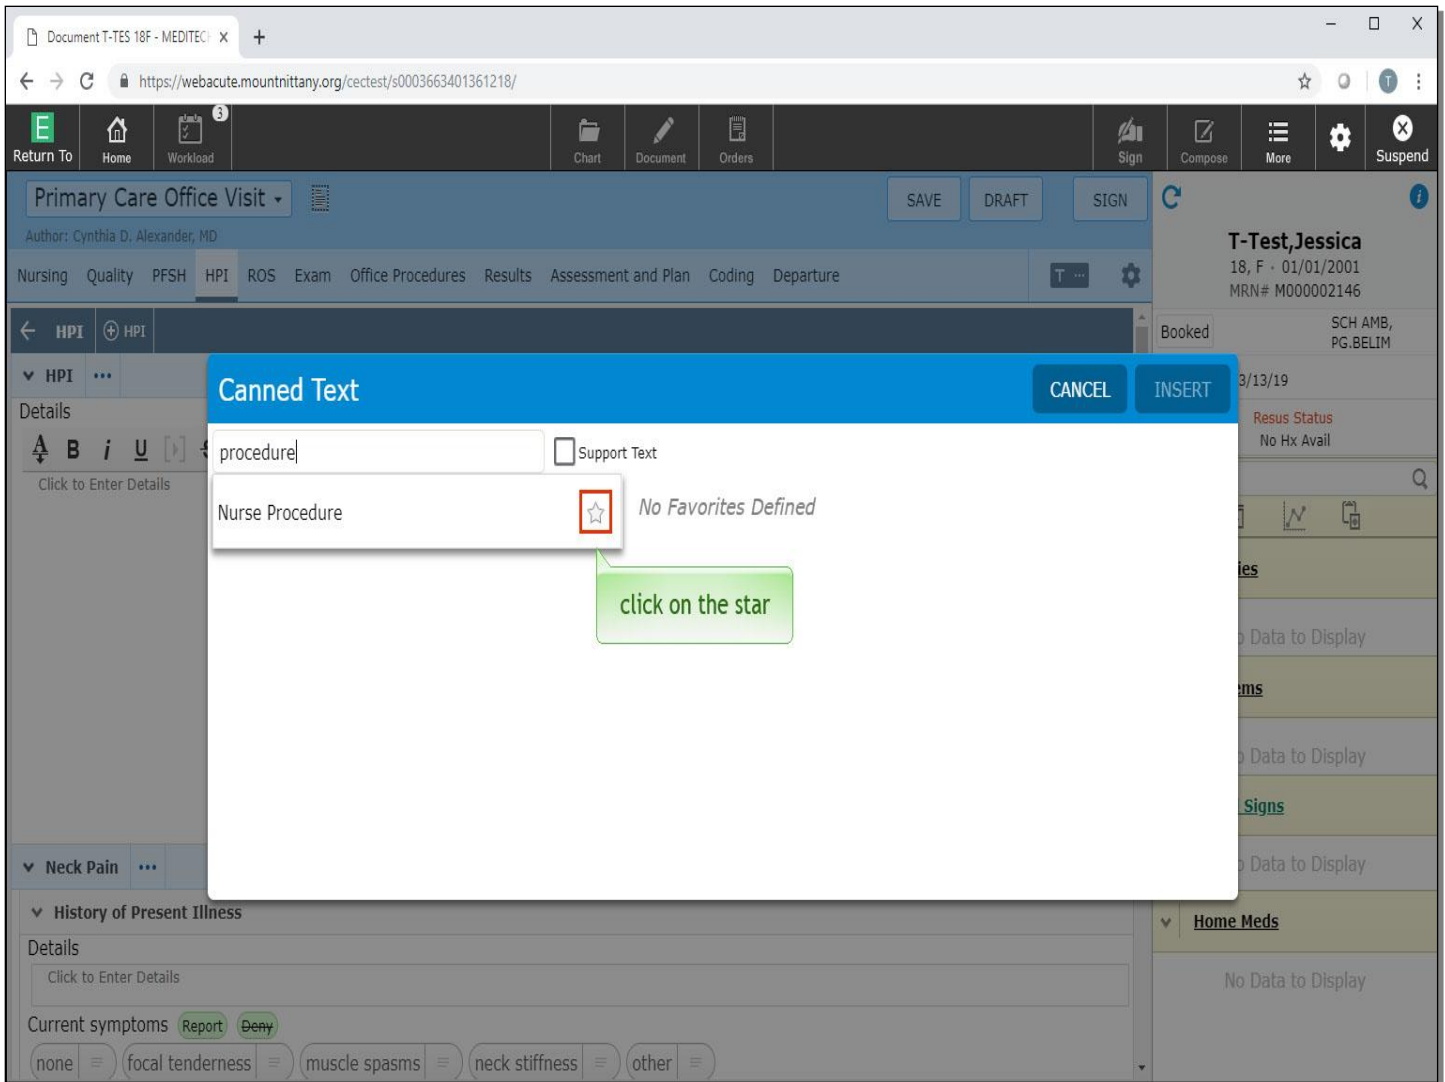 Document T-TES 18F - MEDITECH
https://webacute.mountnittany.org/cectest/s0003663401361218/
T
E
Return To
Home
3
Workload
Chart
Document
Orders
Sign
Compose
More
Suspend
Primary Care Office Visit
SAVE
DRAFT
SIGN
Author: Cynthia D. Alexander, MD
T-Test,Jessica
18, F · 01/01/2001
MRN# M000002146
Nursing Quality PFSH HPI ROS Exam Office Procedures Results Assessment and Plan Coding Departure
T ...
HPI
HPI
Booked
SCH AMB,
PG.BELIM
HPI
Canned Text
CANCEL
INSERT
3/13/19
Details
Resus Status
No Hx Avail
B i U
procedure
Support Text
Click to Enter Details
Nurse Procedure
No Favorites Defined
click on the star
ies
Data to Display
ms
Data to Display
Signs
Data to Display
Neck Pain
History of Present Illness
Home Meds
Details
Click to Enter Details
No Data to Display
Current symptoms Report Deny
none
focal tenderness
muscle spasms
neck stiffness
other